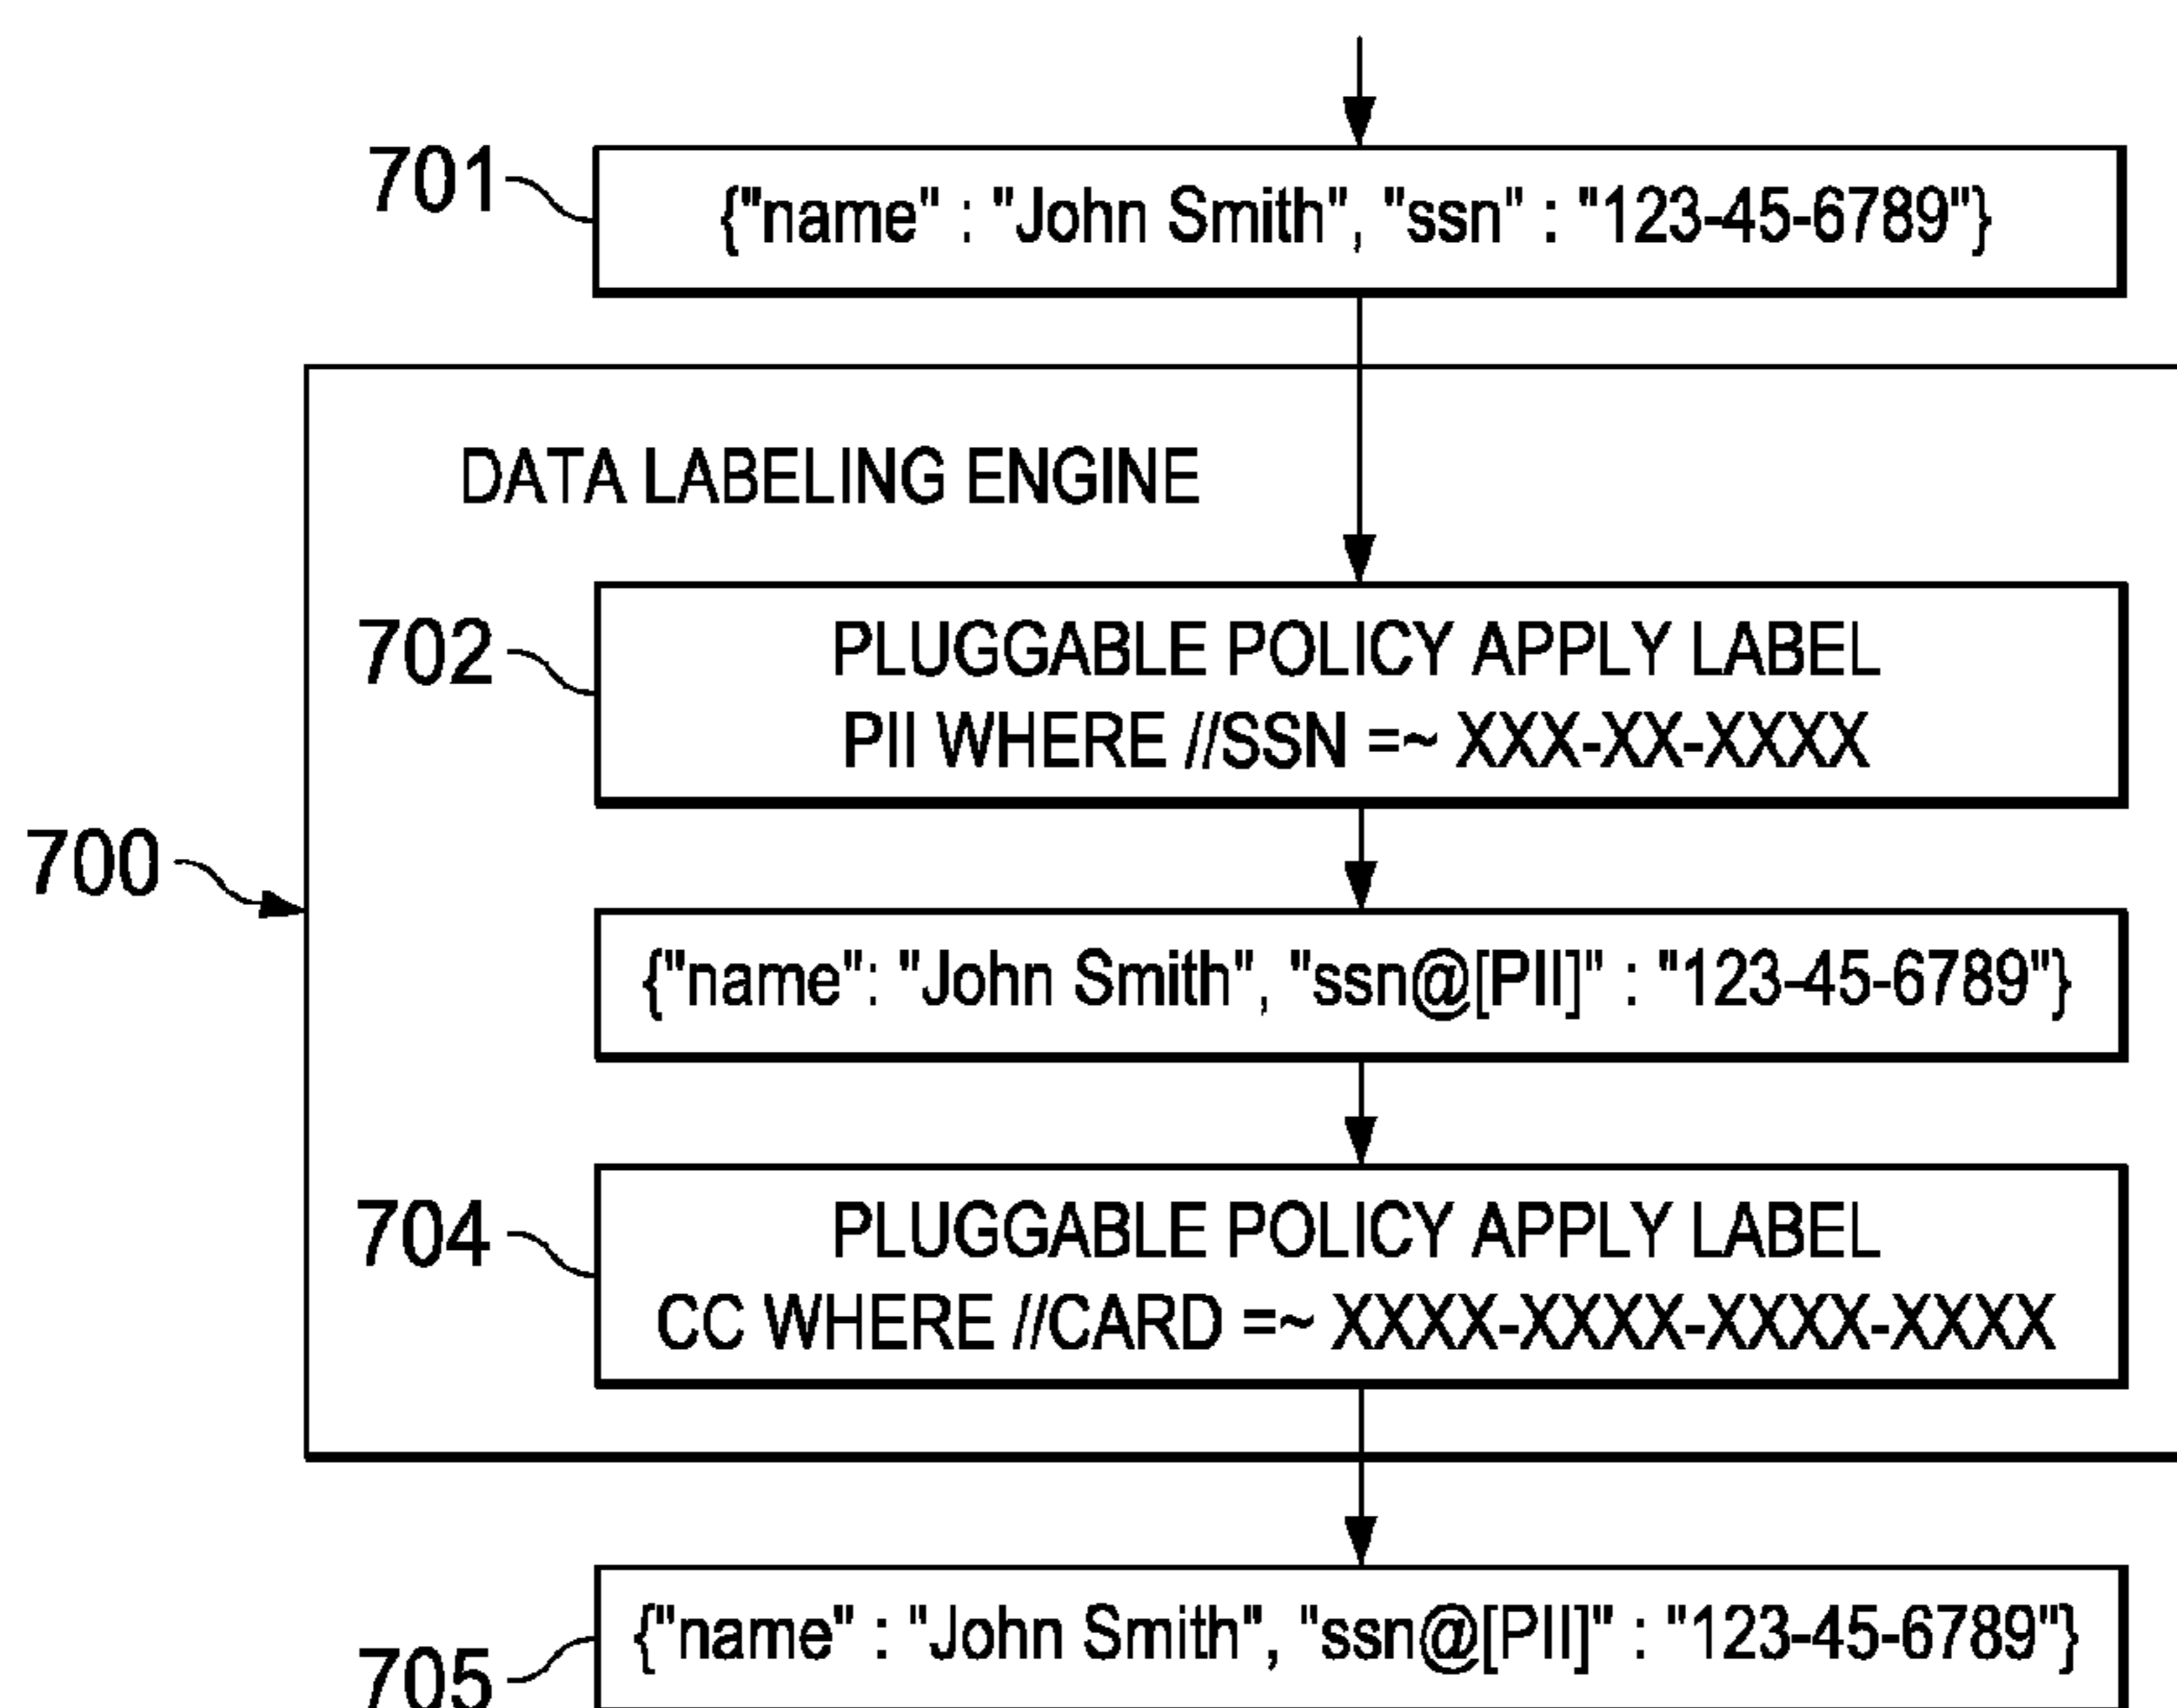 701
{"name" : "John Smith", "ssn" : "123-45-6789"}
DATA LABELING ENGINE
702
PLUGGABLE POLICY APPLY LABEL
PII WHERE //SSN =~ XXX-XX-XXXX
700
{"name": "John Smith", "ssn@[PII]" : "123-45-6789"}
704
PLUGGABLE POLICY APPLY LABEL
CC WHERE //CARD =~ XXXX-XXXX-XXXX-XXXX
{"name" : "John Smith", "ssn@[PII]" : "123-45-6789"}
705